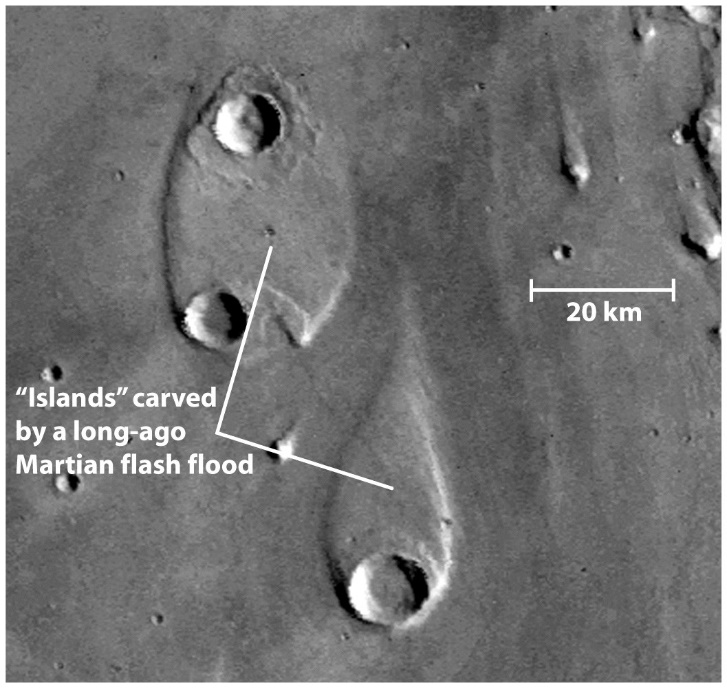 20 km
“Islands” carved
by a long-ago
Martian flash flood